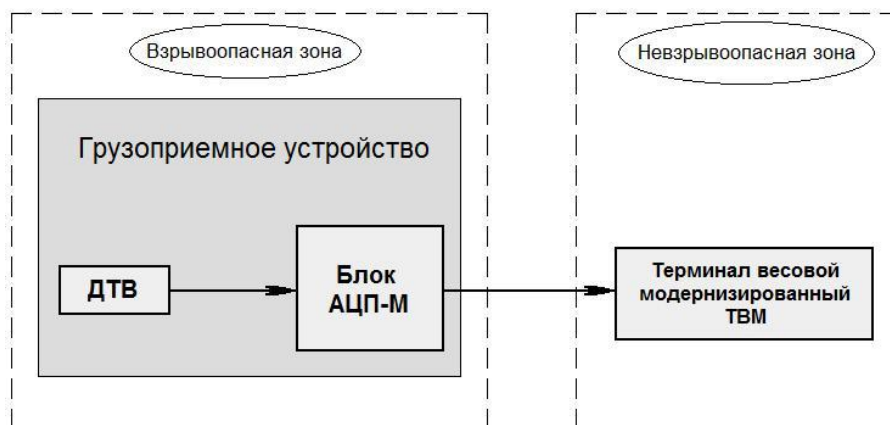 Взрывоопасная зона
Невзрывоопасная зона
Грузоприемное устройство
ДТВ
Блок
АЦП-М
Терминал весовой
модернизированный
ТВМ